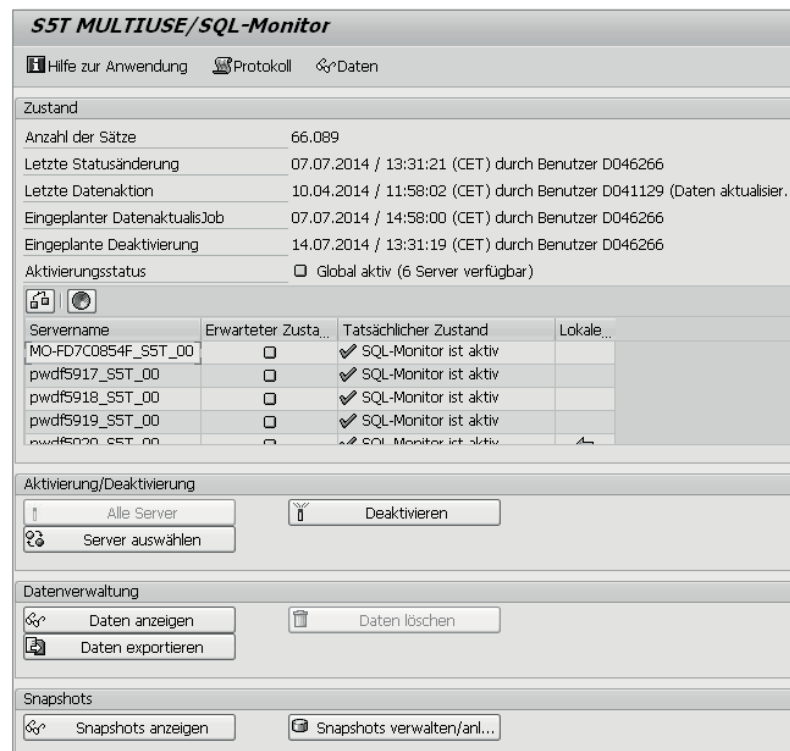 S5T MULTIUSE/SQL-Monitor
Hilfe zur Anwendung Protokoll Daten
Zustand
Anzahl der Sätze 66.089
Letzte Statusänderung 07.07.2014 / 13:31:21 (CET) durch Benutzer D046266
Letzte Datenaktion 10.04.2014 / 11:58:02 (CET) durch Benutzer D041129 (Daten aktualisier.
Eingeplanter DatenaktualisJob 07.07.2014 / 14:58:00 (CET) durch Benutzer D046266
Eingeplante Deaktivierung 14.07.2014 / 13:31:19 (CET) durch Benutzer D046266
Aktivierungsstatus Global aktiv (6 Server verfügbar)
Servername Erwarteter Zusta... Tatsächlicher Zustand Lokale...
MO-FD7C0854F_S5T_00 SQL-Monitor ist aktiv
pwdf5917_S5T_00 SQL-Monitor ist aktiv
pwdf5918_S5T_00 SQL-Monitor ist aktiv
pwdf5919_S5T_00 SQL-Monitor ist aktiv
pwdf5020_S5T_00 SQL-Monitor ist aktiv
Aktivierung/Deaktivierung
Alle Server Deaktivieren
Server auswählen
Datenverwaltung
Daten anzeigen Daten löschen
Daten exportieren
Snapshots
Snapshots anzeigen Snapshots verwalten/anl...